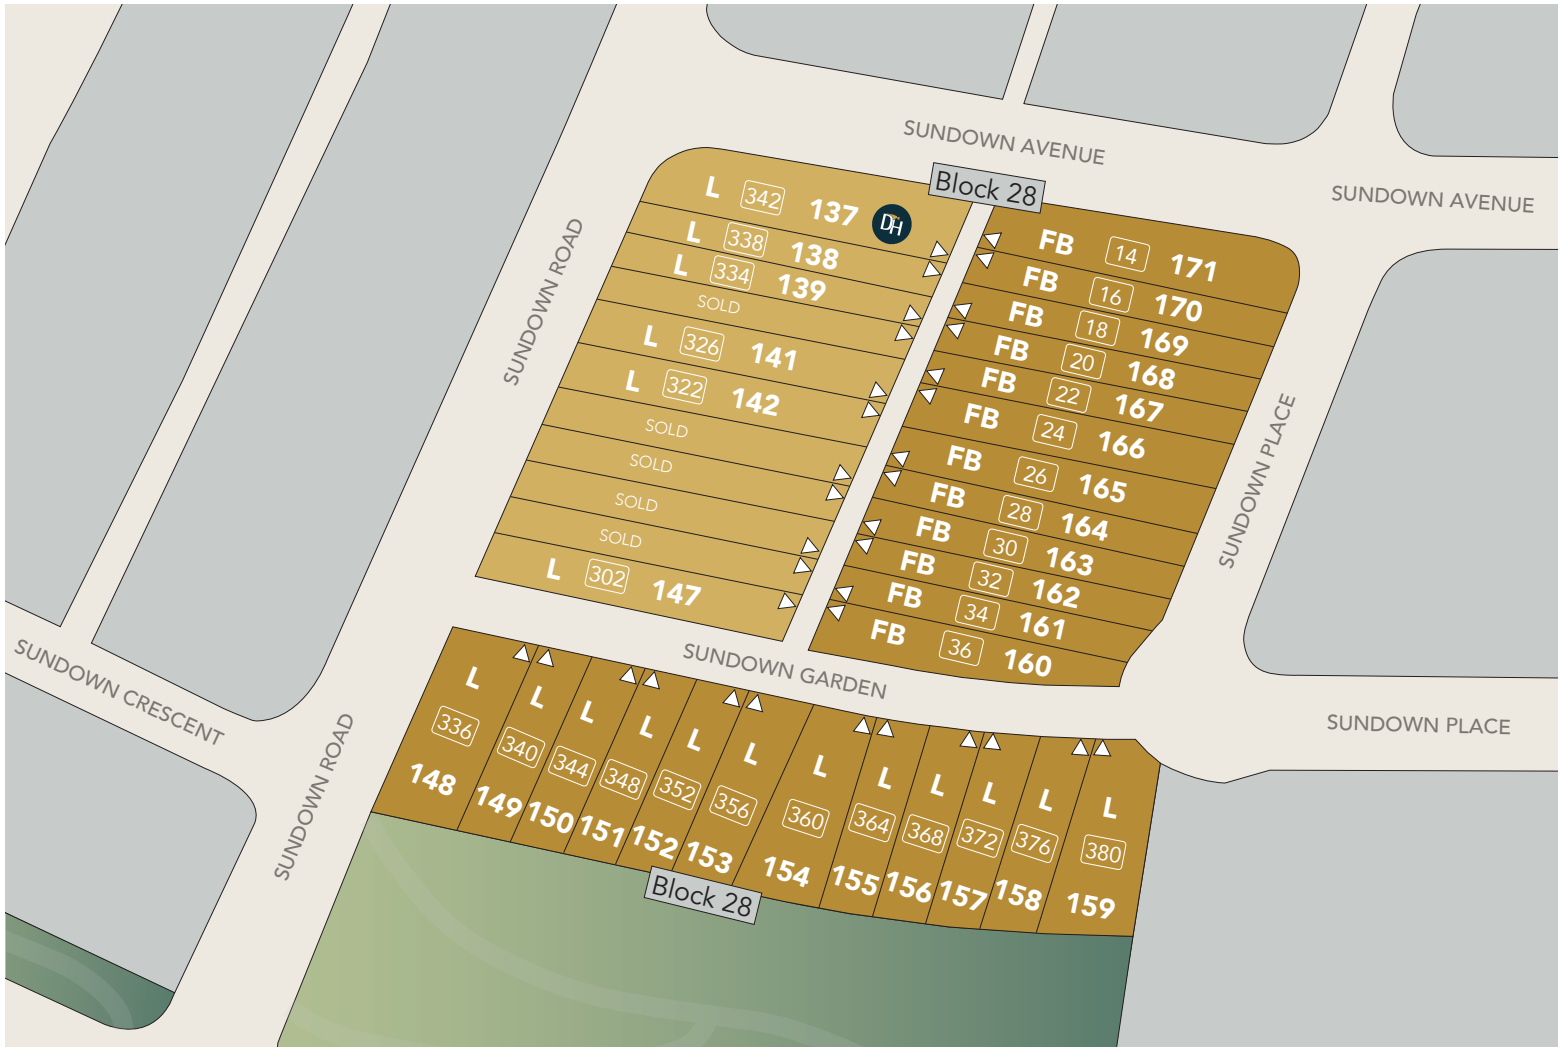 SUNDOWN AVENUE
SUNDOWN AVENUE
Block 28
L 342 137 DH
L 338 138
L 334 139
SOLD
L 326 141
L 322 142
SOLD
SOLD
SOLD
SOLD
L 302 147
FB 14 171
FB 16 170
FB 18 169
FB 20 168
FB 22 167
FB 24 166
FB 26 165
FB 28 164
FB 30 163
FB 32 162
FB 34 161
FB 36 160
SUNDOWN ROAD
SUNDOWN PLACE
SUNDOWN GARDEN
SUNDOWN CRESCENT
SUNDOWN ROAD
SUNDOWN PLACE
L 336 148
L 340 149
L 344 150
L 348 151
L 352 152
L 356 153
L 360 154
L 364 155
L 368 156
L 372 157
L 376 158
L 380 159
Block 28